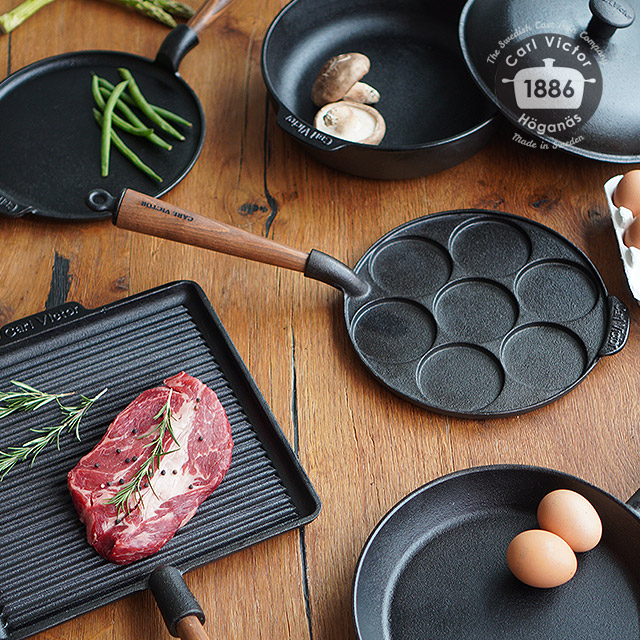 The Swedish Cast Iron Company
Carl Victor
1886
Höganäs
Made in Sweden
Carl Victor
CARL VICTOR
Carl Victor